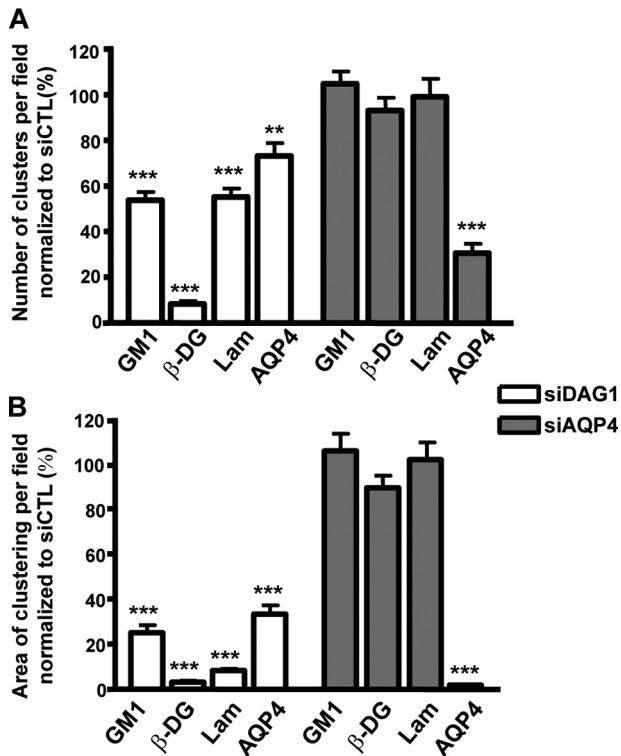 A
Number of clusters per field
normalized to siCTL(%)
120
100
80
60
40
20
0
***
***
***
**
***
GM1
β-DG
Lam
AQP4
GM1
β-DG
Lam
AQP4
siDAG1
siAQP4
B
Area of clustering per field
normalized to siCTL (%)
120
100
80
60
40
20
0
***
***
***
***
***
GM1
β-DG
Lam
AQP4
GM1
β-DG
Lam
AQP4